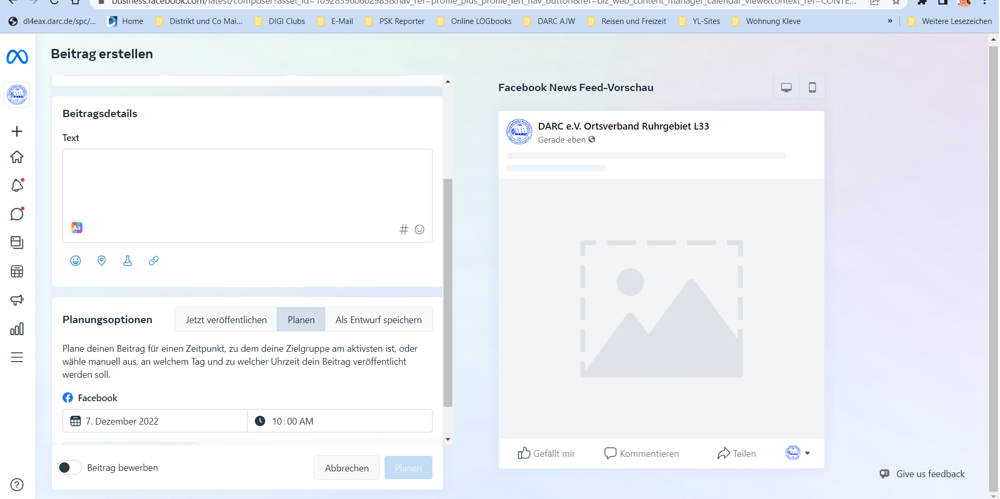 business.facebook.com/latest/composer?asset_id=109283960602983&nav_ref=profile_plus_profile_left_nav_button&ref=biz_web_content_manager_calendar_view&context_ref=CONTE...
dl4eax.darc.de/spc/...
Home
Distrikt und Co Mai...
DIGI Clubs
E-Mail
PSK Reporter
Online LOGbooks
DARC AJW
Reisen und Freizeit
YL-Sites
Wohnung Kleve
»
Weitere Lesezeichen
Beitrag erstellen
Beitragsdetails
Text
Aa
#
Planungsoptionen
Jetzt veröffentlichen
Planen
Als Entwurf speichern
Plane deinen Beitrag für einen Zeitpunkt, zu dem deine Zielgruppe am aktivsten ist, oder
wähle manuell aus, an welchem Tag und zu welcher Uhrzeit dein Beitrag veröffentlicht
werden soll.
Facebook
7. Dezember 2022
10:00 AM
Beitrag bewerben
Abbrechen
Planen
Facebook News Feed-Vorschau
DARC e.V. Ortsverband Ruhrgebiet L33
Gerade eben
Gefällt mir
Kommentieren
Teilen
Give us feedback